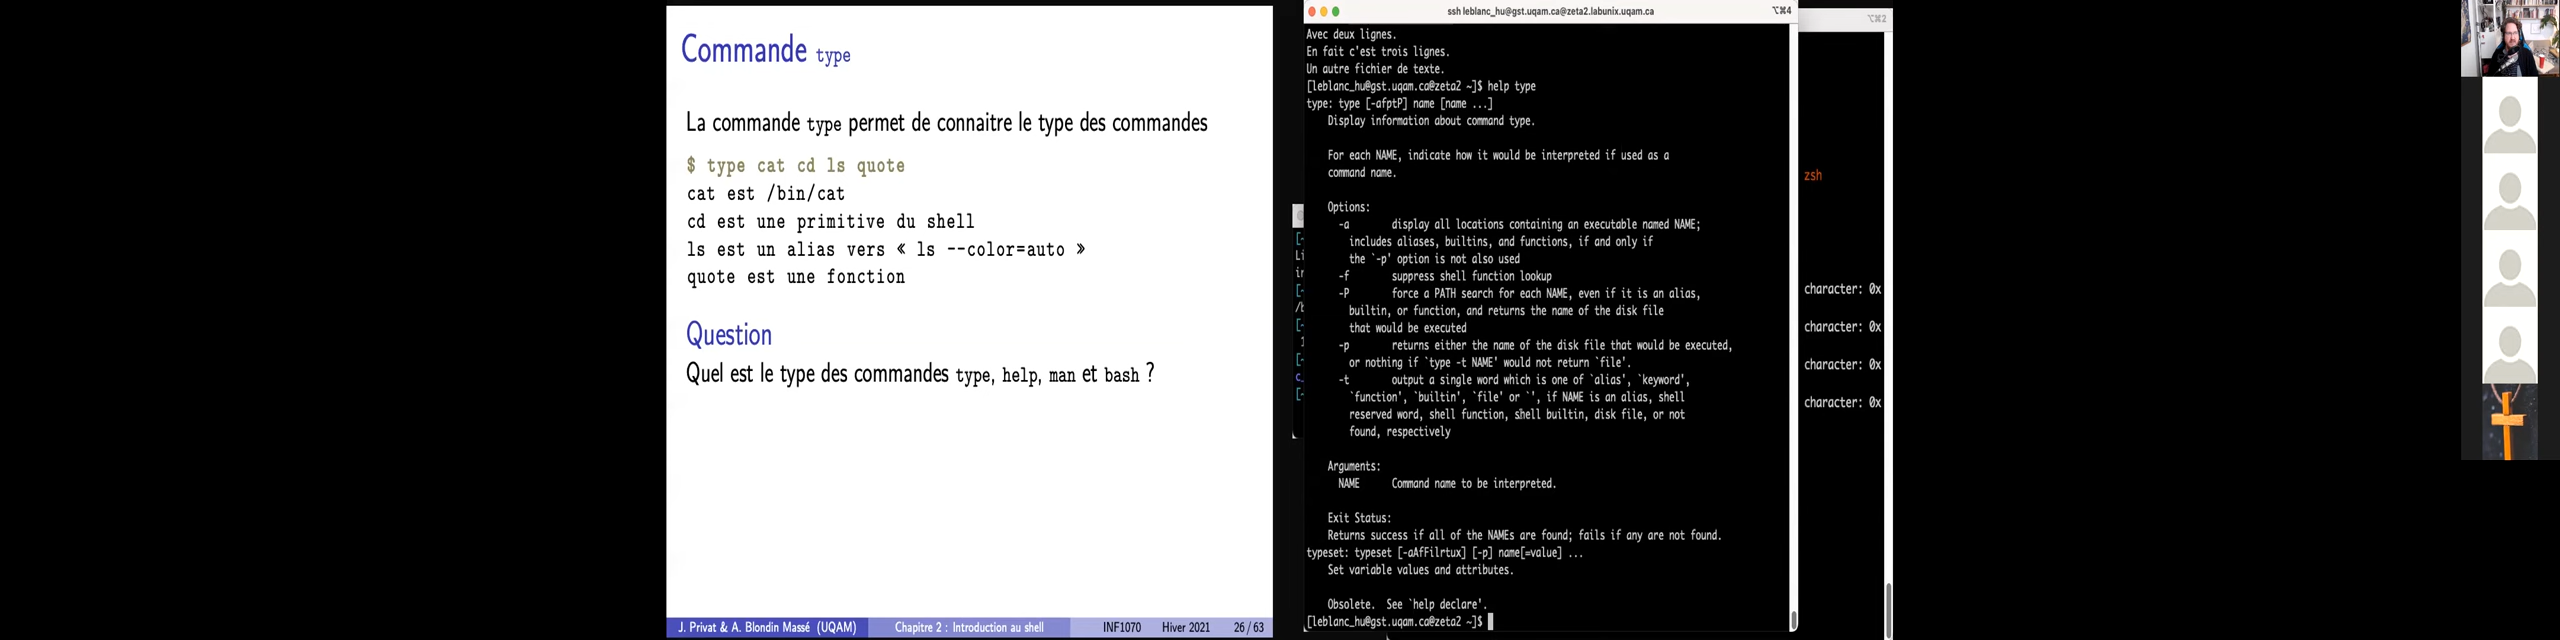 Commande type
La commande type permet de connaitre le type des commandes
$ type cat cd ls quote
cat est /bin/cat
cd est une primitive du shell
ls est un alias vers « ls --color=auto »
quote est une fonction
Question
Quel est le type des commandes type, help, man et bash ?
J. Privat & A. Blondin Massé (UQAM) Chapitre 2 : Introduction au shell INF1070 Hiver 2021 26 / 63
ssh leblanc_hu@gst.uqam.ca@zeta2.labunix.uqam.ca ⌥⌘4
Avec deux lignes.
En fait c'est trois lignes.
Un autre fichier de texte.
[leblanc_hu@gst.uqam.ca@zeta2 ~]$ help type
type: type [-afptP] name [name ...]
Display information about command type.
For each NAME, indicate how it would be interpreted if used as a
command name.
Options:
-a display all locations containing an executable named NAME;
includes aliases, builtins, and functions, if and only if
the `-p' option is not also used
-f suppress shell function lookup
-P force a PATH search for each NAME, even if it is an alias,
builtin, or function, and returns the name of the disk file
that would be executed
-p returns either the name of the disk file that would be executed,
or nothing if `type -t NAME' would not return `file'.
-t output a single word which is one of `alias', `keyword',
`function', `builtin', `file' or `', if NAME is an alias, shell
reserved word, shell function, shell builtin, disk file, or not
found, respectively
Arguments:
NAME Command name to be interpreted.
Exit Status:
Returns success if all of the NAMEs are found; fails if any are not found.
typeset: typeset [-aAfFilrtux] [-p] name[=value] ...
Set variable values and attributes.
Obsolete. See `help declare'.
[leblanc_hu@gst.uqam.ca@zeta2 ~]$
⌥⌘2
zsh
character: 0x
character: 0x
character: 0x
character: 0x